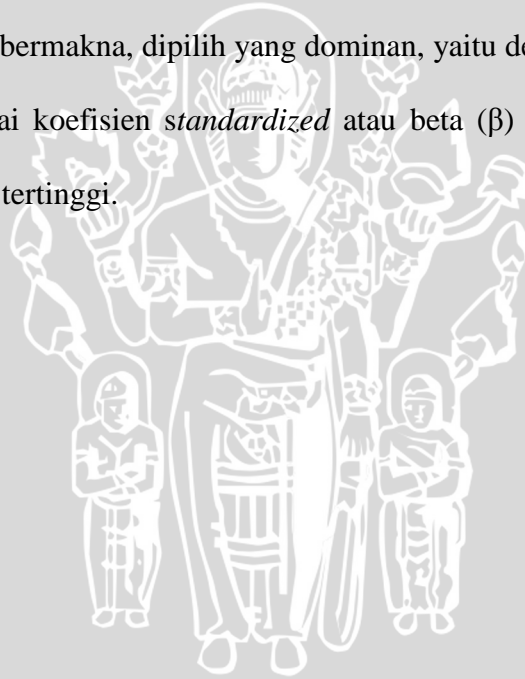 bermakna, dipilih yang dominan, yaitu de
ai koefisien standardized atau beta (β)
tertinggi.